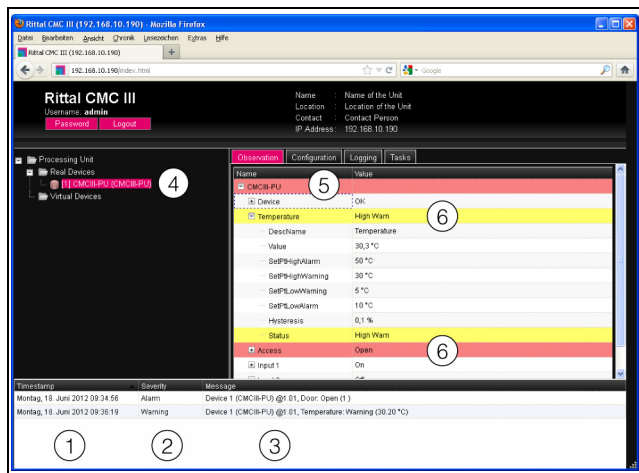 Rittal CMC III (192.168.10.190) - Mozilla Firefox
Datei Bearbeiten Ansicht Chronik Lesezeichen Extras Hilfe
Rittal CMC III (192.168.10.190) +
192.168.10.190/index.html Google
Rittal CMC III
Username: admin
Password Logout
Name : Name of the Unit
Location : Location of the Unit
Contact : Contact Person
IP Address : 192.168.10.190
Processing Unit
Real Devices
[1] CMCIII-PU (CMCIII-PU) 4
Virtual Devices
Observation Configuration Logging Tasks
Name Value
CMCIII-PU 5
Device OK
Temperature High Warn 6
DescName Temperature
Value 30,3 °C
SetPtHighAlarm 50 °C
SetPtHighWarning 30 °C
SetPtLowWarning 5 °C
SetPtLowAlarm 10 °C
Hysteresis 0,1 %
Status High Warn
Access Open 6
Input 1 On
Timestamp Severity Message
Montag, 18. Juni 2012 09:34:56 Alarm Device 1 (CMCIII-PU) @1.01, Door: Open (1 )
Montag, 18. Juni 2012 09:36:19 Warning Device 1 (CMCIII-PU) @1.01, Temperature: Warning (30.20 °C)
1 2 3